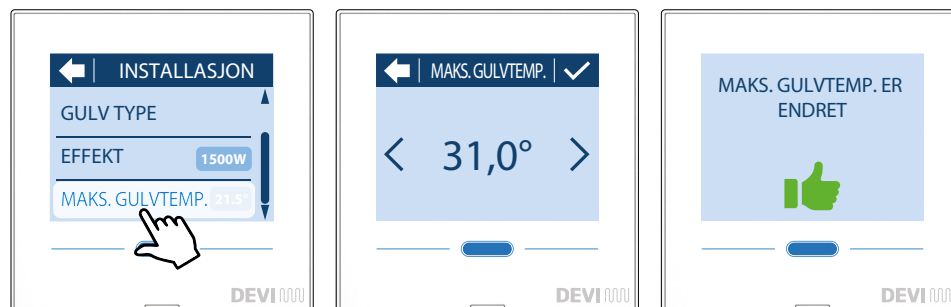 INSTALLASJON
GULV TYPE
EFFEKT 1500W
MAKS. GULVTEMP. 21.5°
DEVI
MAKS. GULVTEMP.
31,0°
DEVI
MAKS. GULVTEMP. ER
ENDRET
DEVI